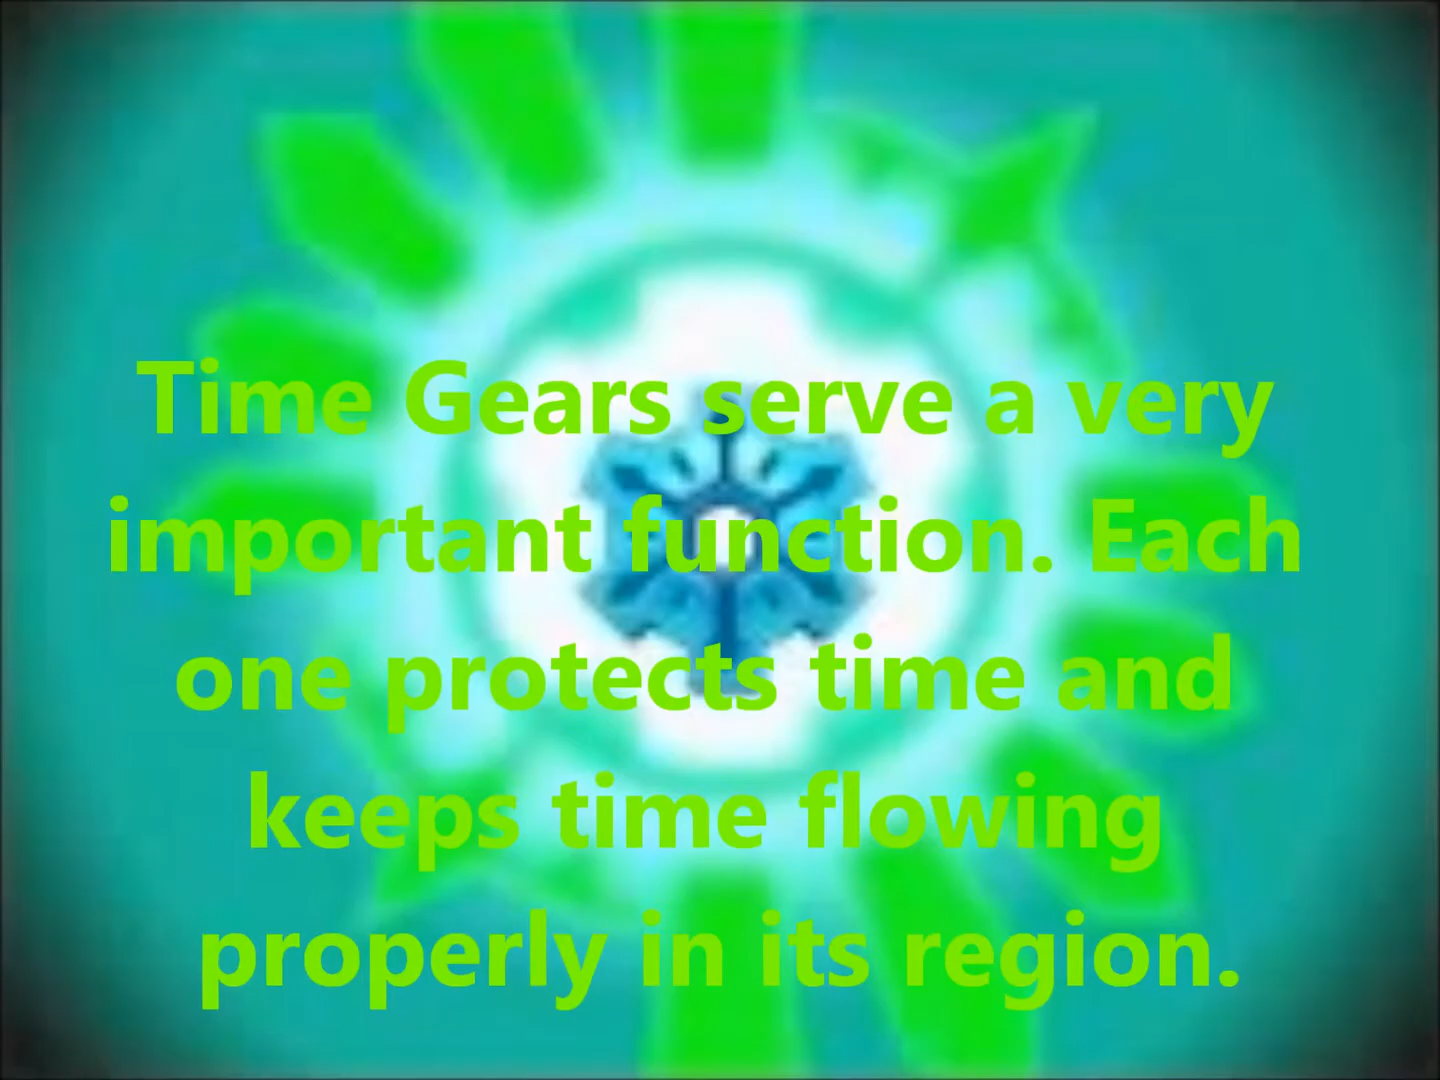 Time Gears serve a very
important function. Each
one protects time and
keeps time flowing
properly in its region.